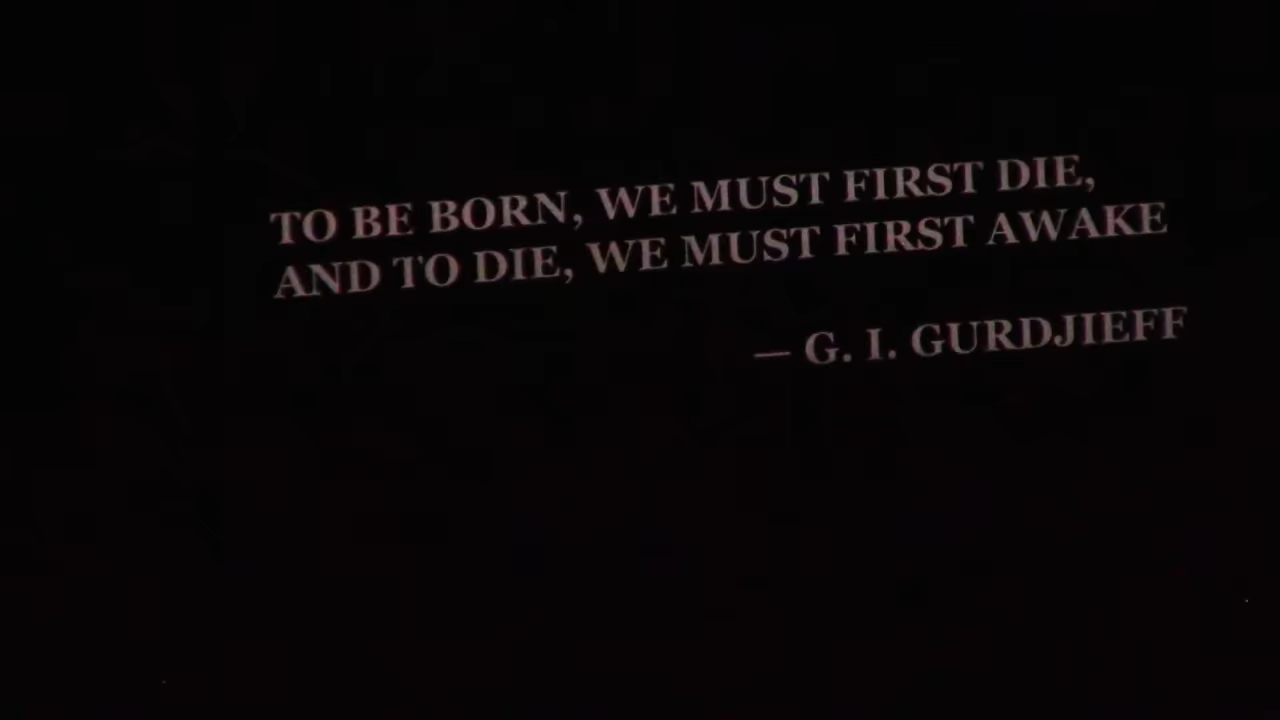 TO BE BORN, WE MUST FIRST DIE,
AND TO DIE, WE MUST FIRST AWAKE
— G. I. GURDJIEFF